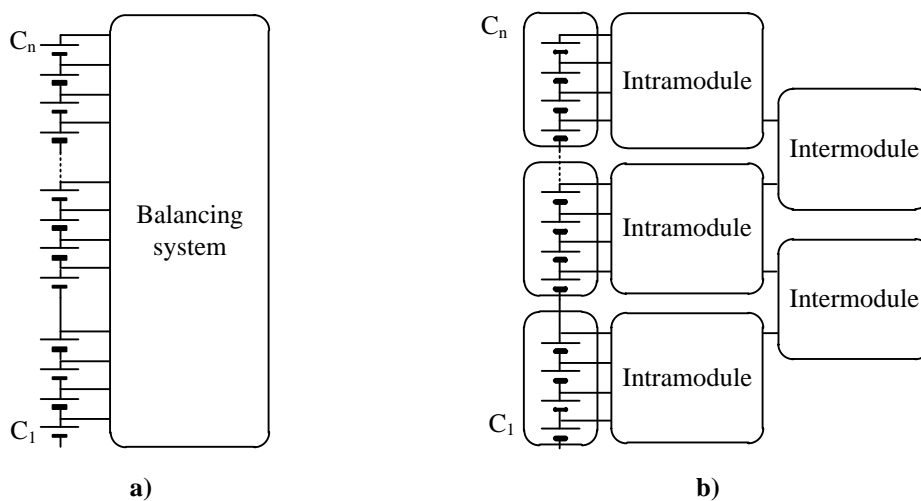 Cn
Balancing
system
C1
a)
Cn
Intramodule
Intermodule
Intramodule
Intermodule
Intramodule
C1
b)